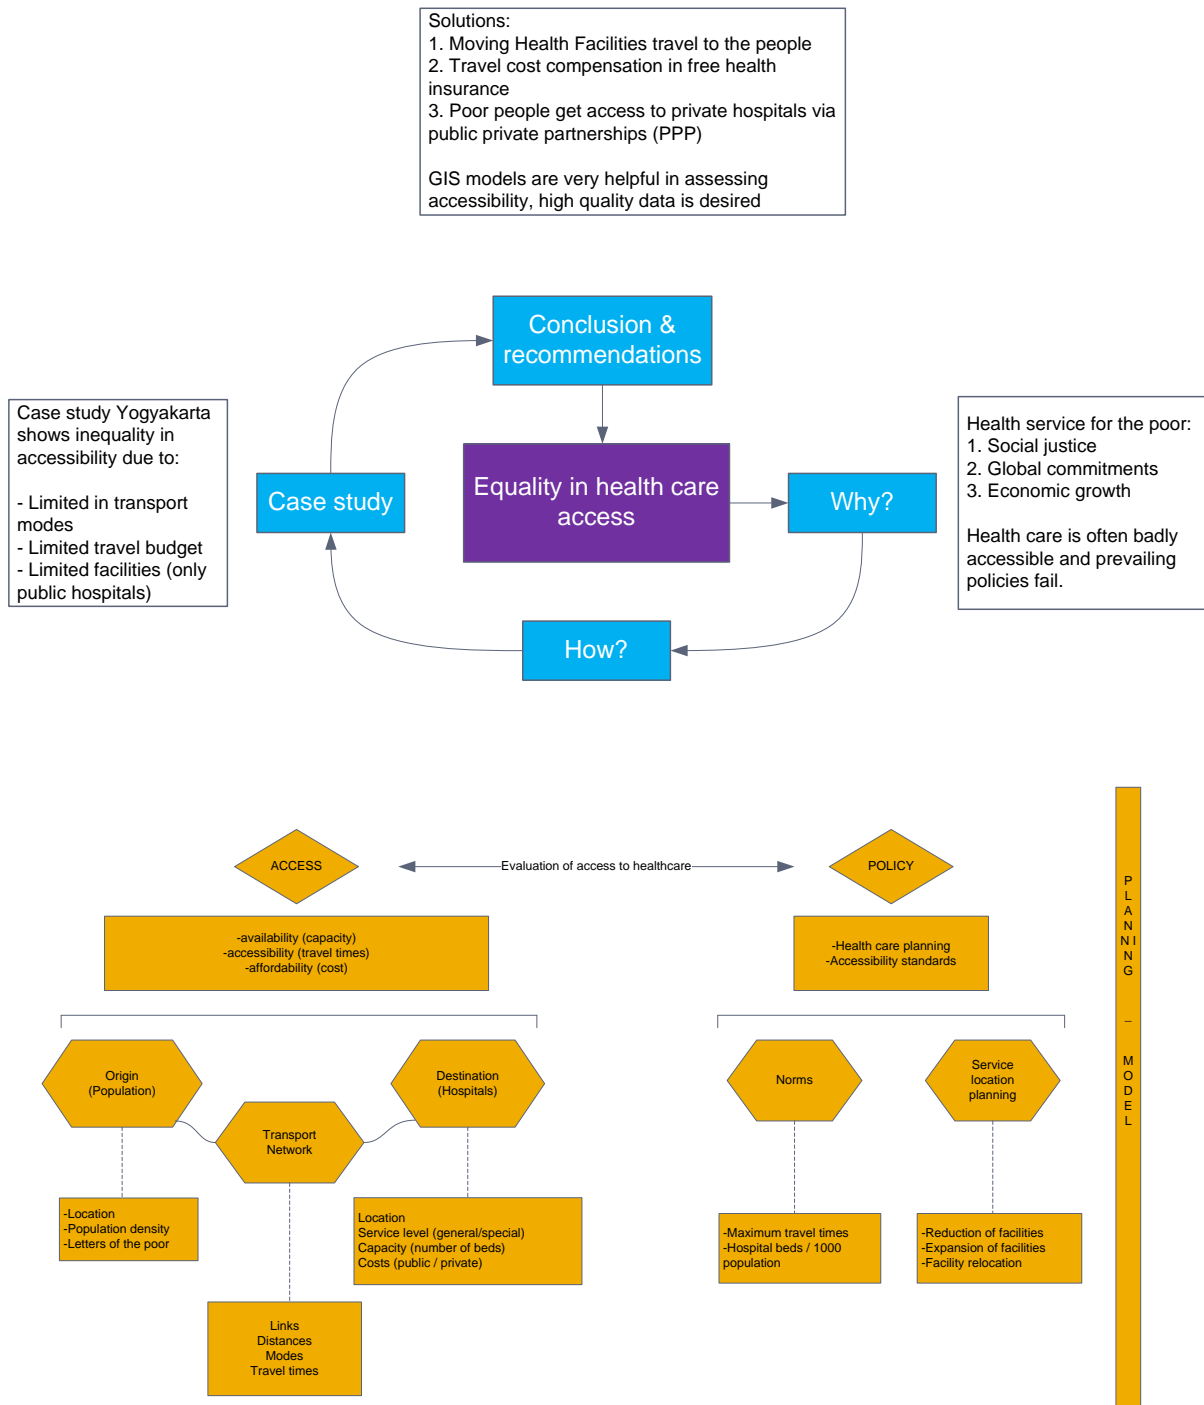 Solutions:
1. Moving Health Facilities travel to the people
2. Travel cost compensation in free health
insurance
3. Poor people get access to private hospitals via
public private partnerships (PPP)
GIS models are very helpful in assessing
accessibility, high quality data is desired
Conclusion &
recommendations
Case study Yogyakarta
shows inequality in
accessibility due to:
- Limited in transport
modes
- Limited travel budget
- Limited facilities (only
public hospitals)
Case study
Equality in health care
access
Why?
Health service for the poor:
1. Social justice
2. Global commitments
3. Economic growth
Health care is often badly
accessible and prevailing
policies fail.
How?
ACCESS
Evaluation of access to healthcare
POLICY
-availability (capacity)
-accessibility (travel times)
-affordability (cost)
-Health care planning
-Accessibility standards
Origin
(Population)
Destination
(Hospitals)
Transport
Network
Norms
Service
location
planning
-Location
-Population density
-Letters of the poor
Location
Service level (general/special)
Capacity (number of beds)
Costs (public / private)
-Maximum travel times
-Hospital beds / 1000
population
-Reduction of facilities
-Expansion of facilities
-Facility relocation
Links
Distances
Modes
Travel times
PLANNING – MODEL